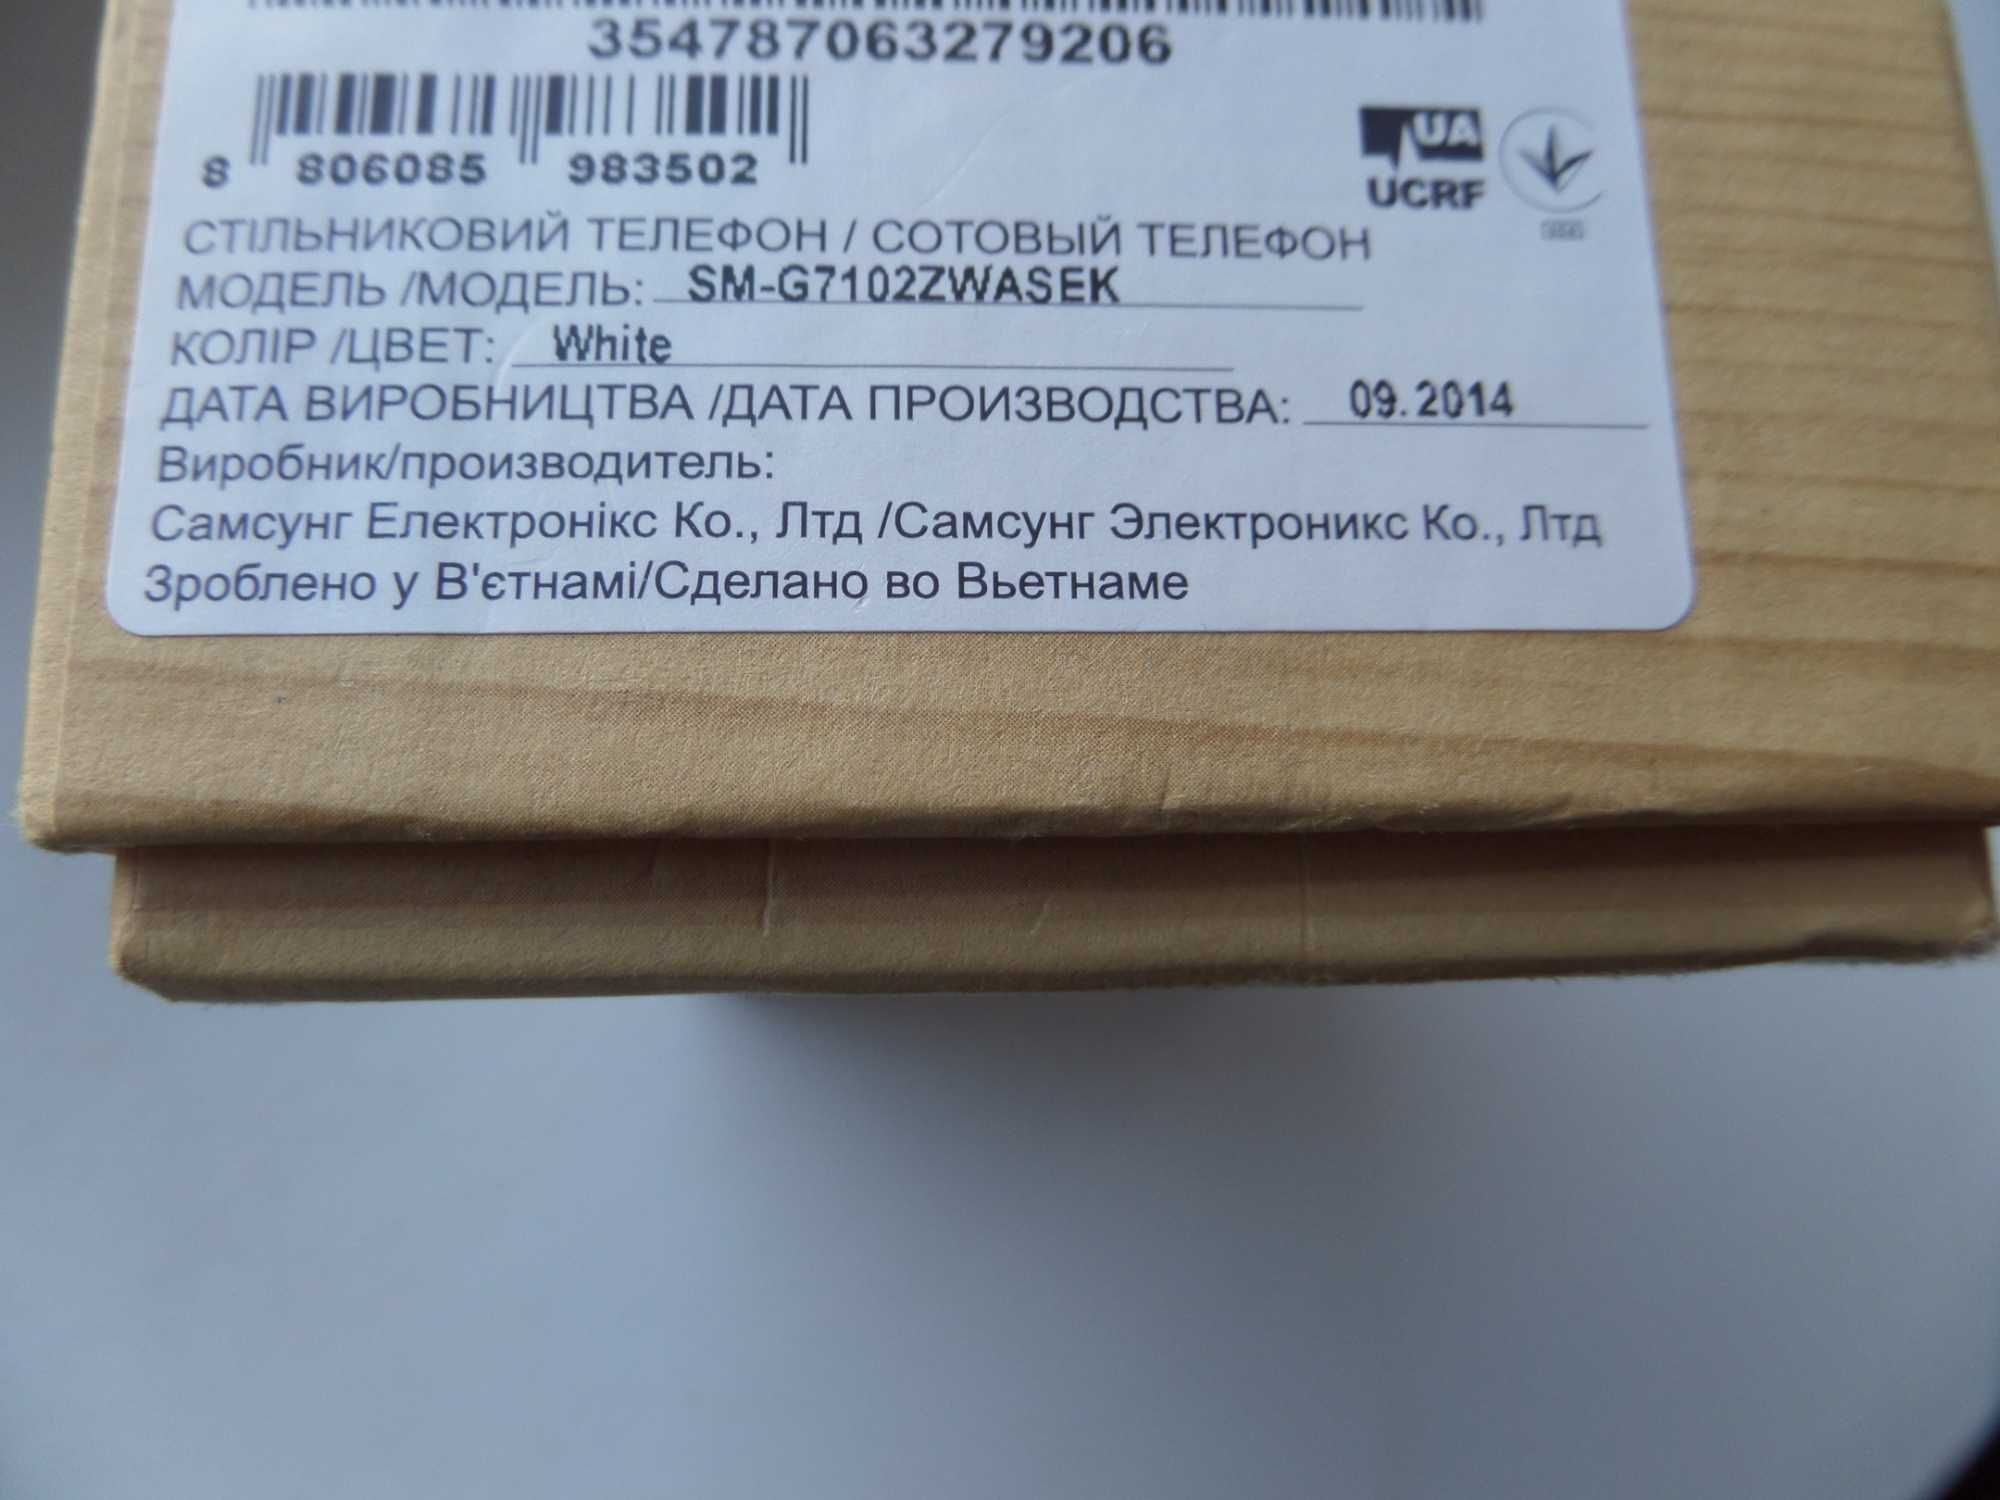 354787063279206
8 806085 983502
UA
UCRF
СТІЛЬНИКОВИЙ ТЕЛЕФОН / СОТОВЫЙ ТЕЛЕФОН
МОДЕЛЬ /МОДЕЛЬ: SM-G7102ZWASEK
КОЛІР /ЦВЕТ: White
ДАТА ВИРОБНИЦТВА /ДАТА ПРОИЗВОДСТВА: 09.2014
Виробник/производитель:
Самсунг Електронікс Ко., Лтд /Самсунг Электроникс Ко., Лтд
Зроблено у В'єтнамі/Сделано во Вьетнаме